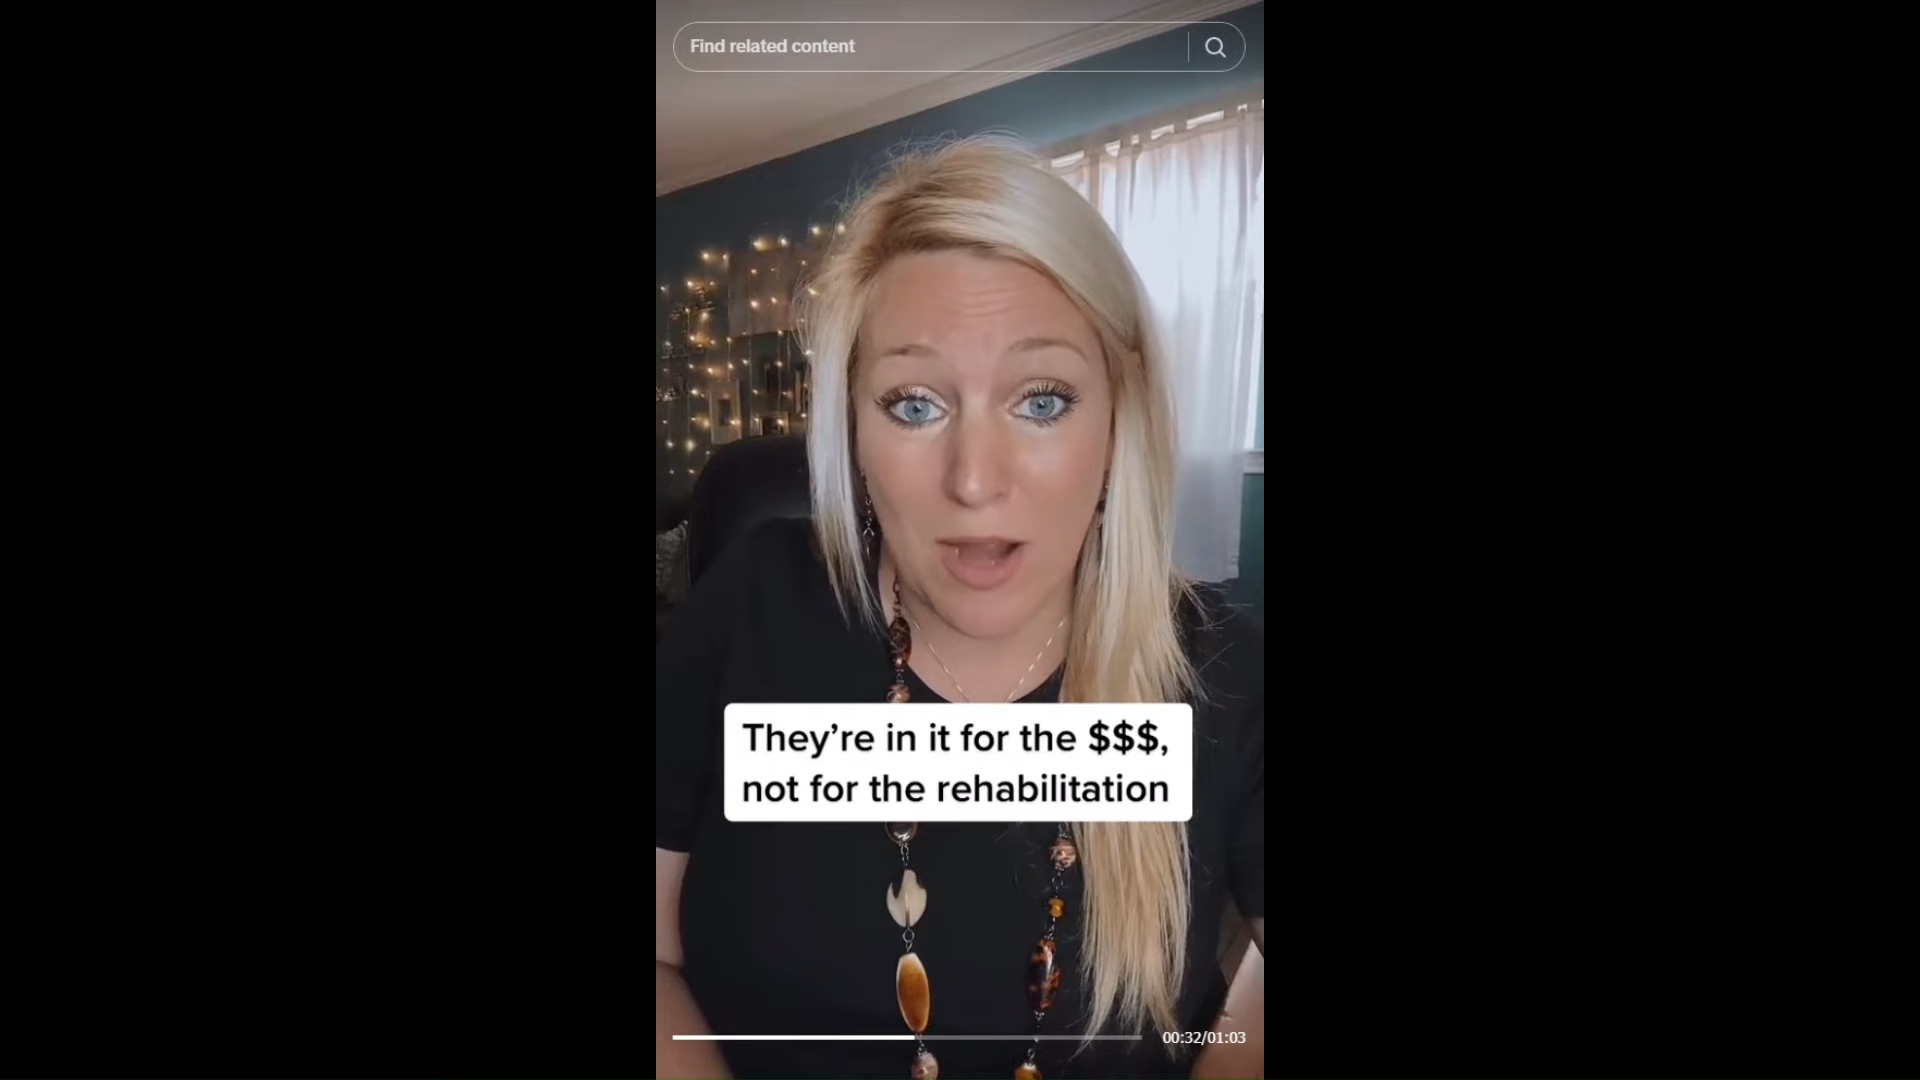 Find related content
They're in it for the $$$,
not for the rehabilitation
00:32/01:03